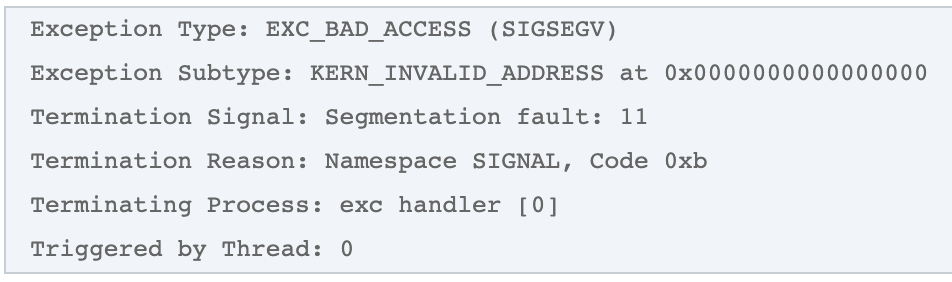 Exception Type: EXC_BAD_ACCESS (SIGSEGV)
Exception Subtype: KERN_INVALID_ADDRESS at 0x0000000000000000
Termination Signal: Segmentation fault: 11
Termination Reason: Namespace SIGNAL, Code 0xb
Terminating Process: exc handler [0]
Triggered by Thread: 0